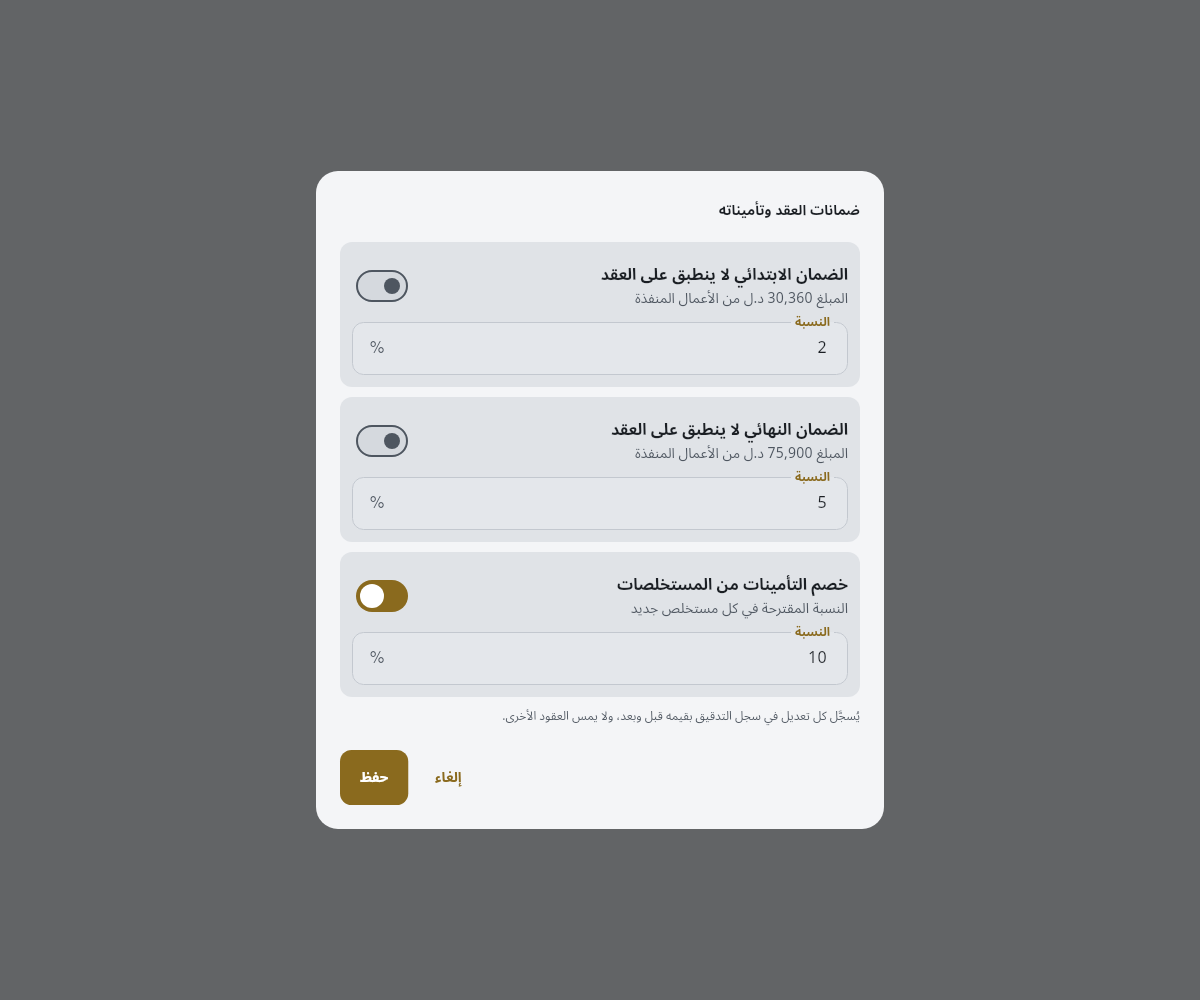 ضمانات العقد وتأميناته
الضمان الابتدائي لا ينطبق على العقد
المبلغ 30,360 د.ل من الأعمال المنفذة
النسبة
2 %
الضمان النهائي لا ينطبق على العقد
المبلغ 75,900 د.ل من الأعمال المنفذة
النسبة
5 %
خصم التأمينات من المستخلصات
النسبة المقترحة في كل مستخلص جديد
النسبة
10 %
يُسجَّل كل تعديل في سجل التدقيق بقيمه قبل وبعد، ولا يمس العقود الأخرى.
إلغاء حفظ